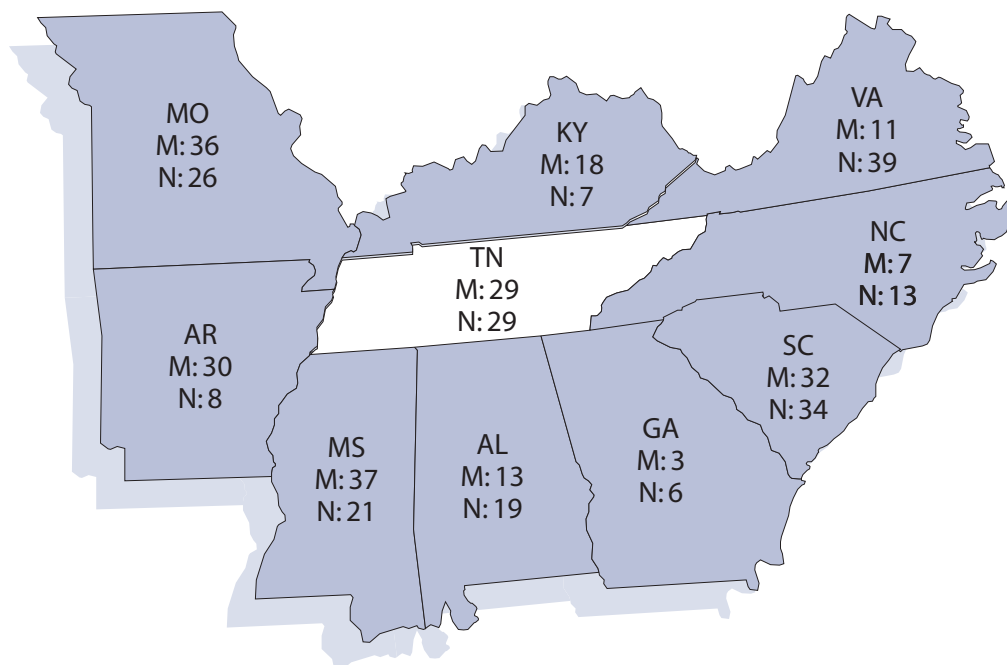 MO
M: 36
N: 26
KY
M: 18
N: 7
VA
M: 11
N: 39
TN
M: 29
N: 29
NC
M: 7
N: 13
AR
M: 30
N: 8
MS
M: 37
N: 21
AL
M: 13
N: 19
GA
M: 3
N: 6
SC
M: 32
N: 34